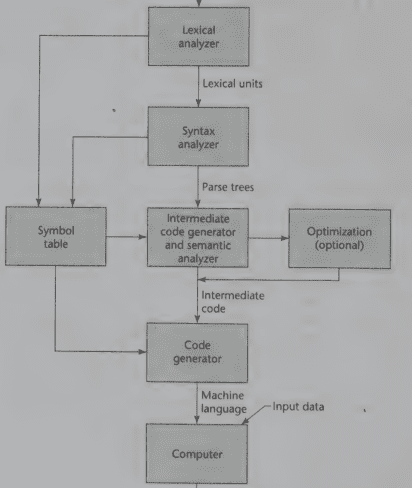 Lexical
analyzer
Lexical units
Syntax
analyzer
Parse trees
Symbol
table
Intermediate
code generator
and semantic
analyzer
Optimization
(optional)
Intermediate
code
Code
generator
Machine
language
Input data
Computer